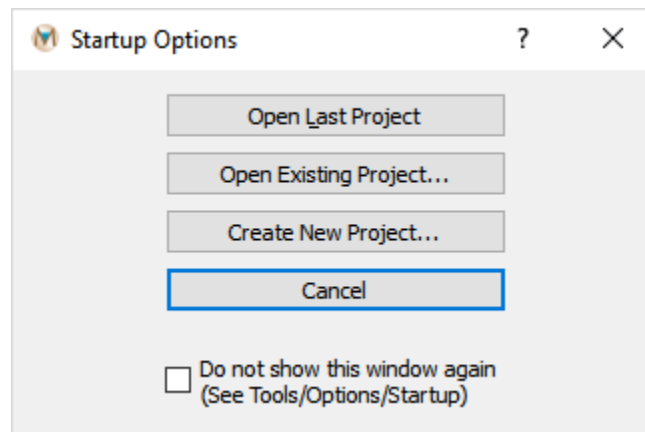 Startup Options ?
Open Last Project
Open Existing Project...
Create New Project...
Cancel
Do not show this window again
(See Tools/Options/Startup)